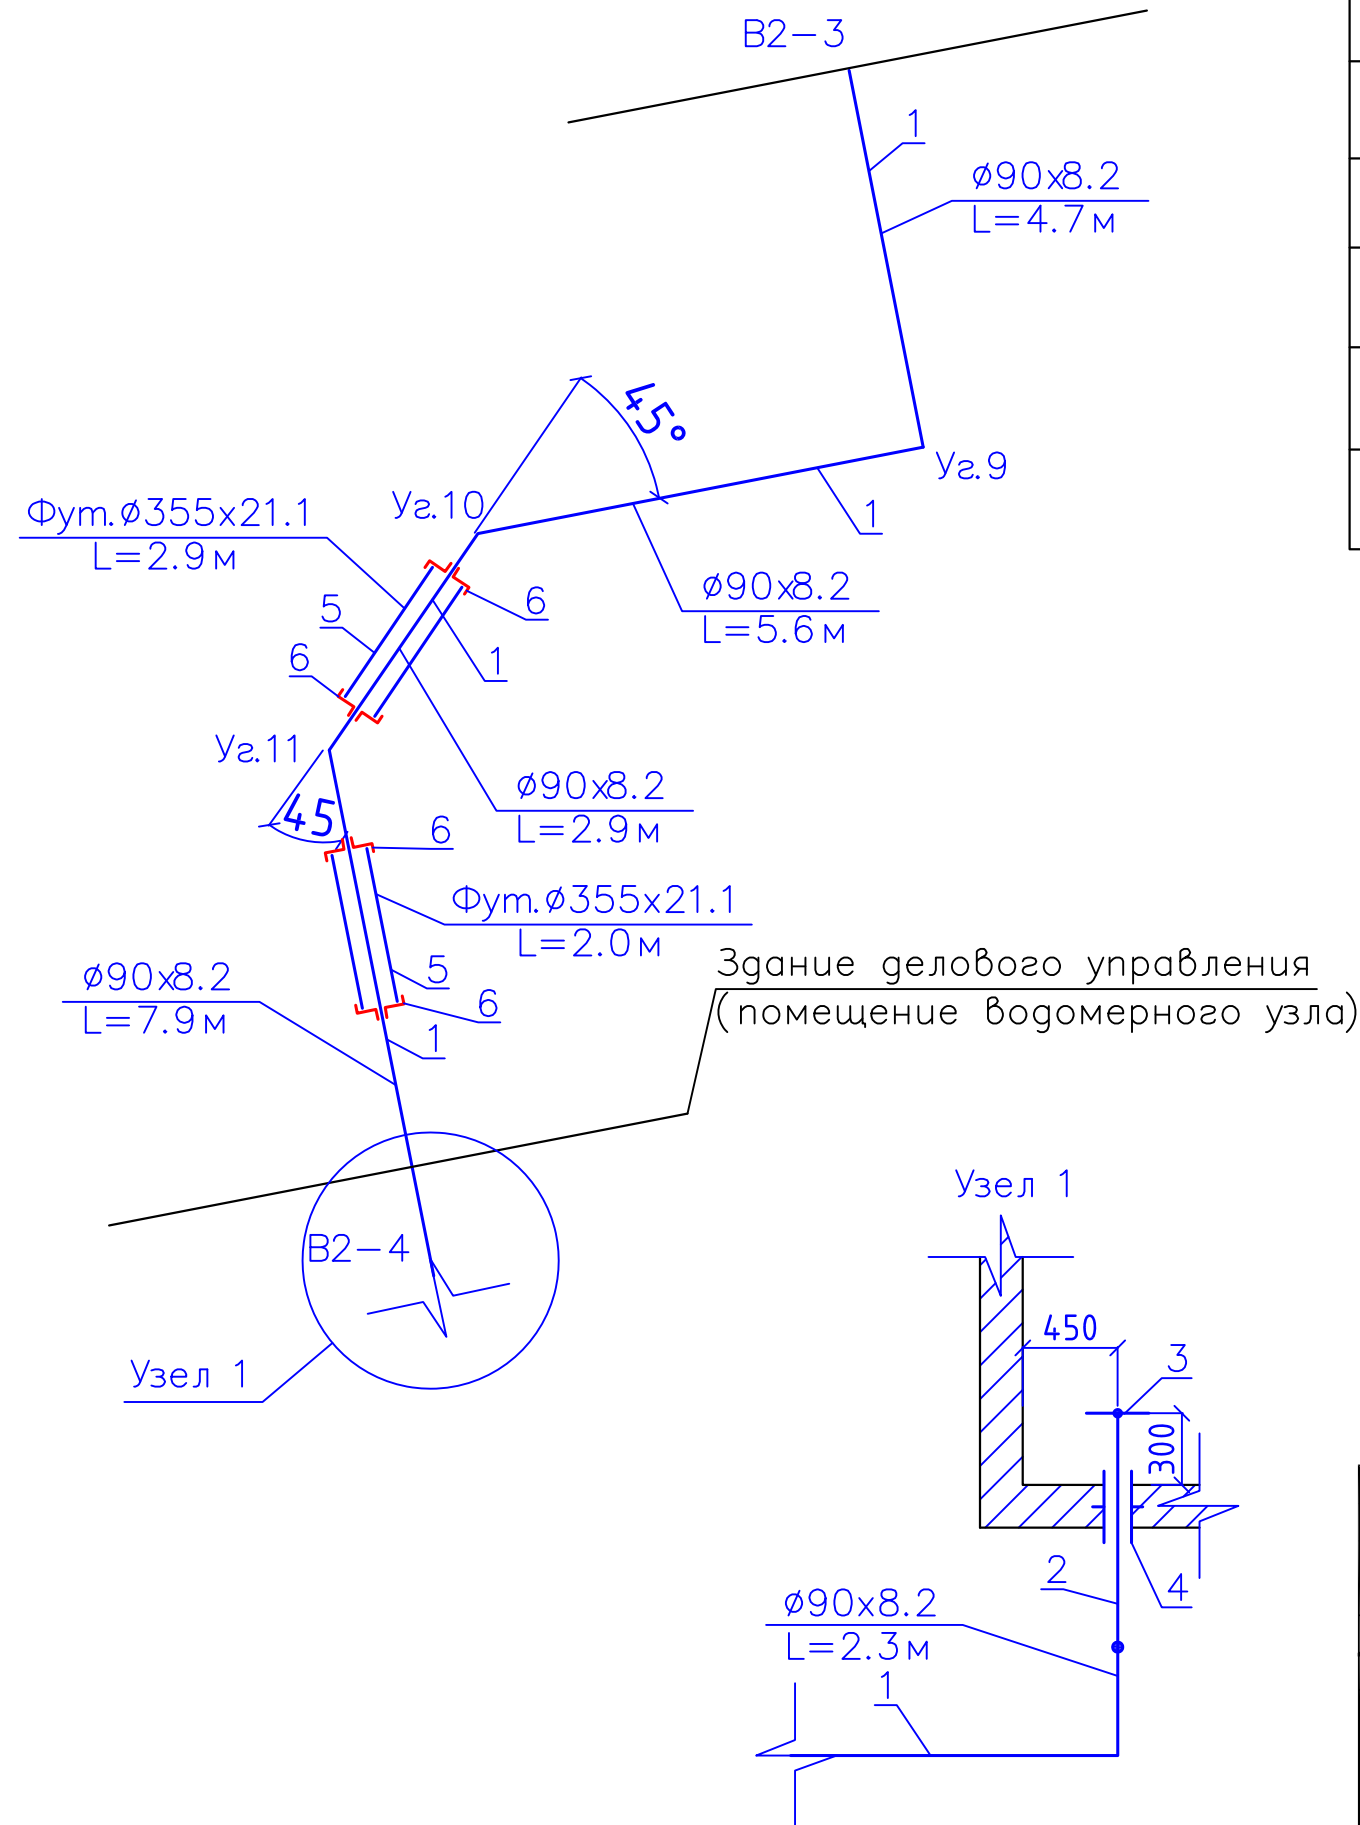 В2-3
1
ø90x8.2
L=4.7м
45°
Уг.9
Уг.10
1
Фут.ø355x21.1
L=2.9м
ø90x8.2
L=5.6м
5
6
6
1
Уг.11
ø90x8.2
L=2.9м
45
6
Фут.ø355x21.1
L=2.0м
5
6
ø90x8.2
L=7.9м
1
Здание делового управления
(помещение водомерного узла)
Узел 1
В2-4
450
3
Узел 1
300
2
4
ø90x8.2
L=2.3м
1